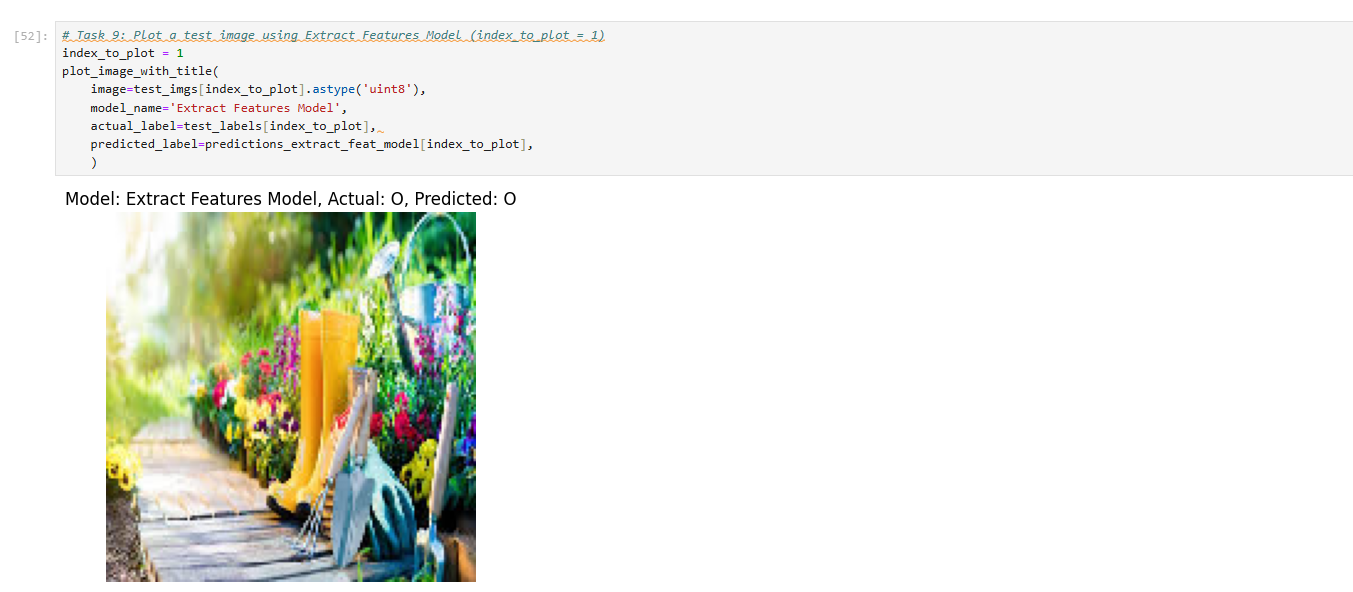 [52]:
# Task 9: Plot a test image using Extract Features Model (index_to_plot = 1)
index_to_plot = 1
plot_image_with_title(
    image=test_imgs[index_to_plot].astype('uint8'),
    model_name='Extract Features Model',
    actual_label=test_labels[index_to_plot],
    predicted_label=predictions_extract_feat_model[index_to_plot],
    )
Model: Extract Features Model, Actual: O, Predicted: O